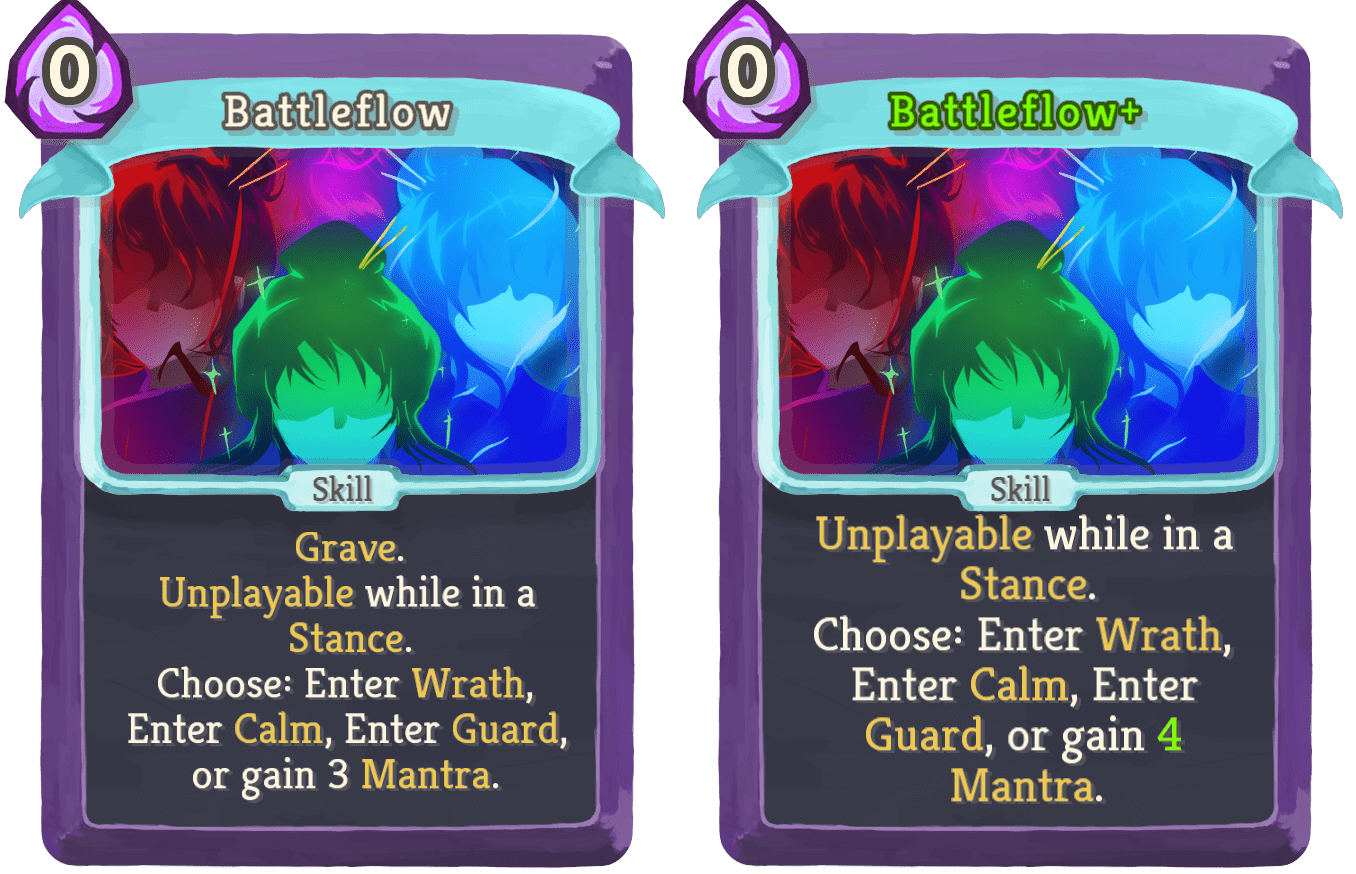 0
Battleflow
Skill
Grave.
Unplayable while in a
Stance.
Choose: Enter Wrath,
Enter Calm, Enter Guard,
or gain 3 Mantra.
0
Battleflow+
Skill
Unplayable while in a
Stance.
Choose: Enter Wrath,
Enter Calm, Enter
Guard, or gain 4
Mantra.